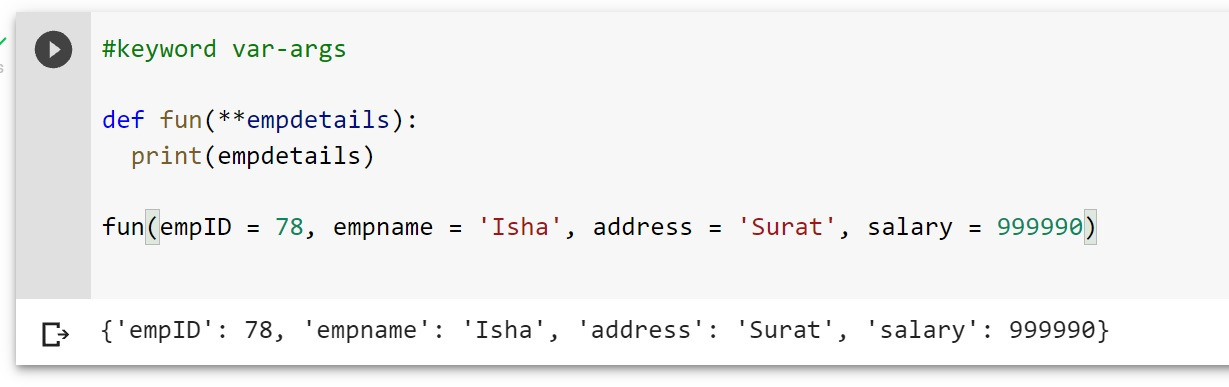 #keyword var-args
def fun(**empdetails):
  print(empdetails)
fun(empID = 78, empname = 'Isha', address = 'Surat', salary = 999990)
{'empID': 78, 'empname': 'Isha', 'address': 'Surat', 'salary': 999990}